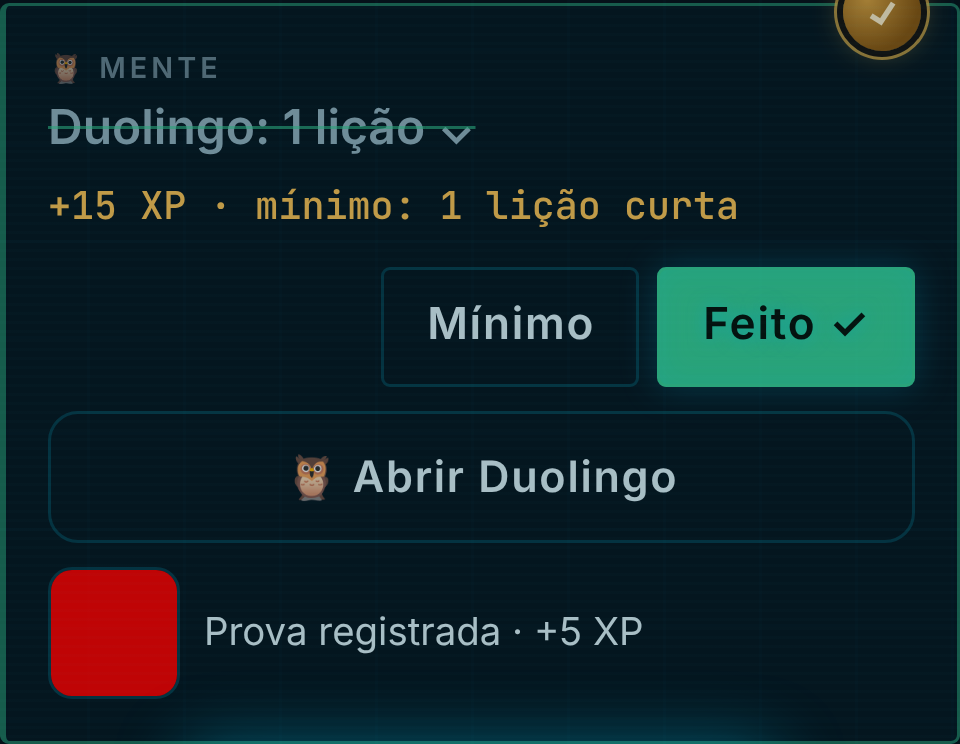 MENTE
Duolingo: 1 lição
+15 XP · mínimo: 1 lição curta
Mínimo
Feito ✓
Abrir Duolingo
Prova registrada · +5 XP